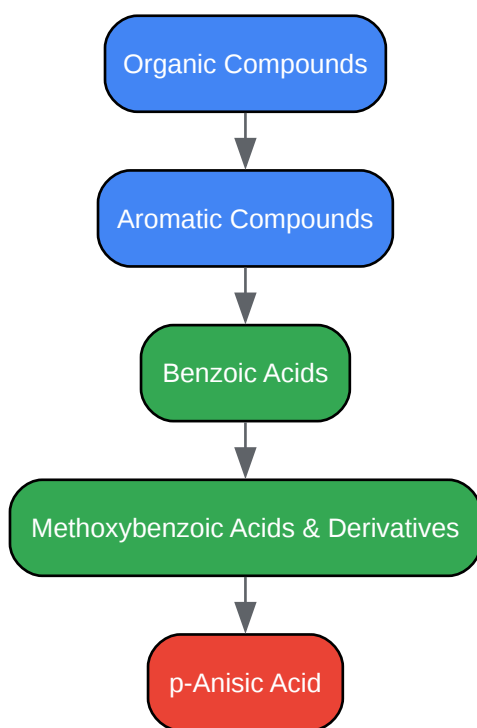 Organic Compounds
Aromatic Compounds
Benzoic Acids
Methoxybenzoic Acids & Derivatives
p-Anisic Acid